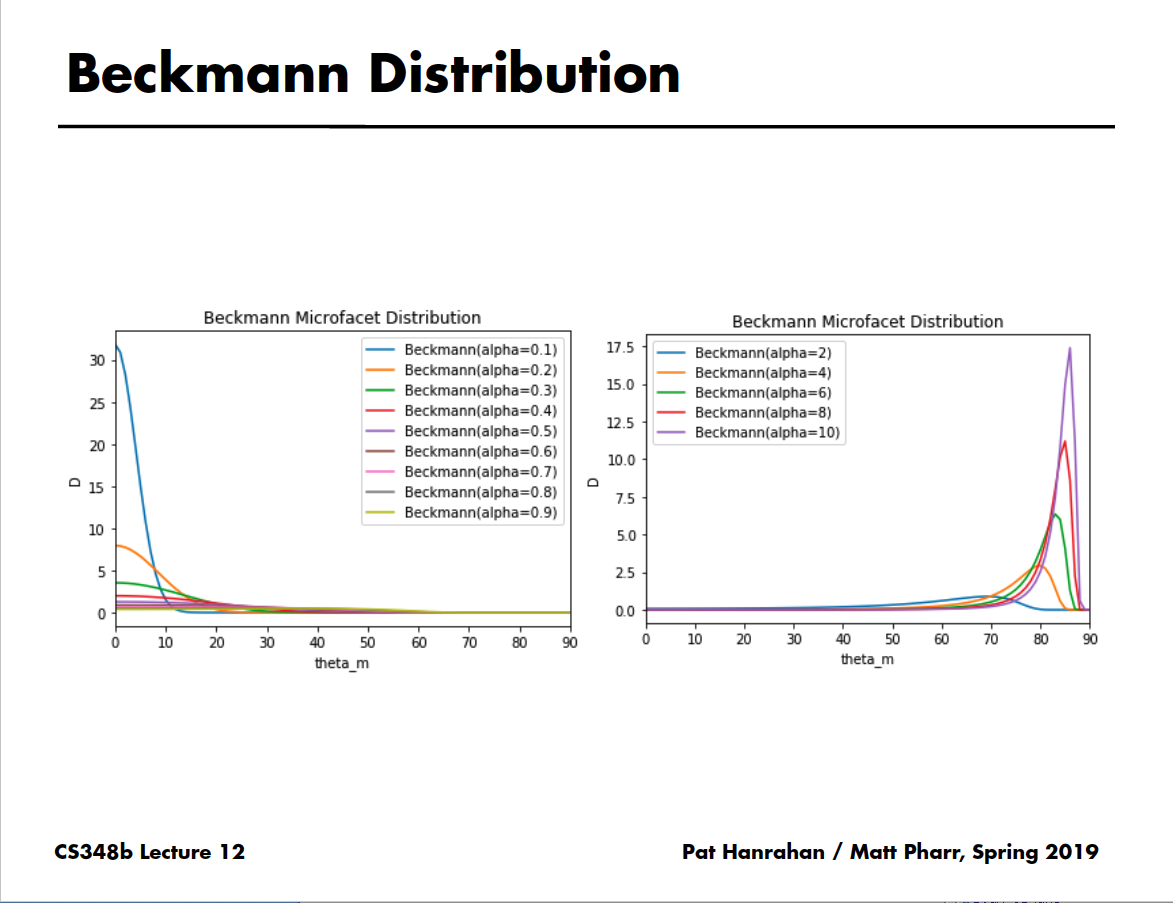 Beckmann Distribution
Beckmann Microfacet Distribution
Beckmann(alpha=0.1)
Beckmann(alpha=0.2)
Beckmann(alpha=0.3)
Beckmann(alpha=0.4)
Beckmann(alpha=0.5)
Beckmann(alpha=0.6)
Beckmann(alpha=0.7)
Beckmann(alpha=0.8)
Beckmann(alpha=0.9)
30
25
20
15
10
5
0
D
0 10 20 30 40 50 60 70 80 90
theta_m
Beckmann Microfacet Distribution
Beckmann(alpha=2)
Beckmann(alpha=4)
Beckmann(alpha=6)
Beckmann(alpha=8)
Beckmann(alpha=10)
17.5
15.0
12.5
10.0
7.5
5.0
2.5
0.0
D
0 10 20 30 40 50 60 70 80 90
theta_m
CS348b Lecture 12
Pat Hanrahan / Matt Pharr, Spring 2019